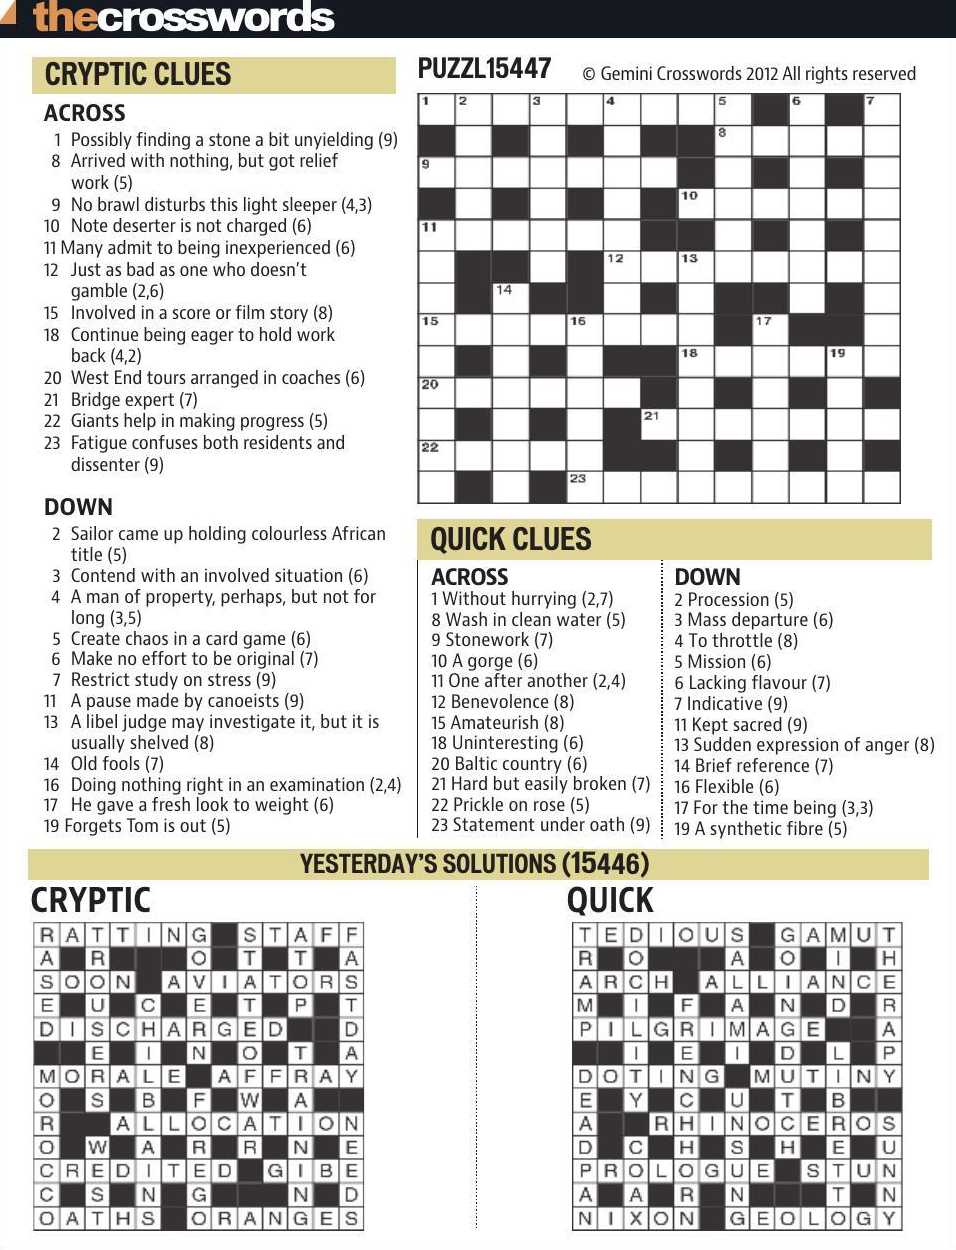 thecrosswords
CRYPTIC CLUES
ACROSS
1 Possibly finding a stone a bit unyielding (9)
8 Arrived with nothing, but got relief
work (5)
9 No brawl disturbs this light sleeper (4,3)
10 Note deserter is not charged (6)
11 Many admit to being inexperienced (6)
12 Just as bad as one who doesn't
gamble (2,6)
15 Involved in a score or film story (8)
18 Continue being eager to hold work
back (4,2)
20 West End tours arranged in coaches (6)
21 Bridge expert (7)
22 Giants help in making progress (5)
23 Fatigue confuses both residents and
dissenter (9)
DOWN
2 Sailor came up holding colourless African
title (5)
3 Contend with an involved situation (6)
4 A man of property, perhaps, but not for
long (3,5)
5 Create chaos in a card game (6)
6 Make no effort to be original (7)
7 Restrict study on stress (9)
11 A pause made by canoeists (9)
13 A libel judge may investigate it, but it is
usually shelved (8)
14 Old fools (7)
16 Doing nothing right in an examination (2,4)
17 He gave a fresh look to weight (6)
19 Forgets Tom is out (5)
PUZZL15447 © Gemini Crosswords 2012 All rights reserved
1 2 3 4 5 6 7
8
9
10
11
12 13
14
15 16 17
18 19
20
21
22
23
QUICK CLUES
ACROSS
1 Without hurrying (2,7)
8 Wash in clean water (5)
9 Stonework (7)
10 A gorge (6)
11 One after another (2,4)
12 Benevolence (8)
15 Amateurish (8)
18 Uninteresting (6)
20 Baltic country (6)
21 Hard but easily broken (7)
22 Prickle on rose (5)
23 Statement under oath (9)
DOWN
2 Procession (5)
3 Mass departure (6)
4 To throttle (8)
5 Mission (6)
6 Lacking flavour (7)
7 Indicative (9)
11 Kept sacred (9)
13 Sudden expression of anger (8)
14 Brief reference (7)
16 Flexible (6)
17 For the time being (3,3)
19 A synthetic fibre (5)
YESTERDAY'S SOLUTIONS (15446)
CRYPTIC
RATTING STAFF
A R O T T A
SOON AVIATORS
E U C E T P T
DISCHARGED D
E I N O T A
MORALE AFFRAY
O S B F W A
R ALLOCATION
O W A R R N E
CREDITED GIBE
C S N G N D
OATHS ORANGES
QUICK
TEDIOUS GAMUT
R O A O I H
ARCH ALLIANCE
M I F A N D R
PILGRIMAGE A
I E I D L P
DOTING MUTINY
E Y C U T B
A RHINOCEROS
D C H S H E U
PROLOGUE STUN
A A R N T N
NIXON GEOLOGY